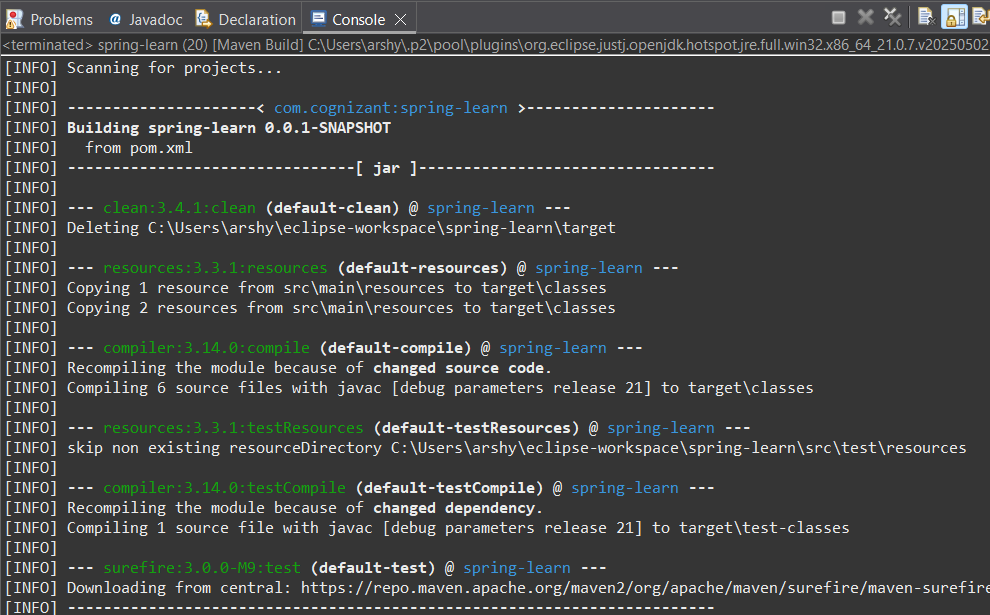 Problems @ Javadoc Declaration Console
<terminated> spring-learn (20) [Maven Build] C:\Users\arshy\.p2\pool\plugins\org.eclipse.justj.openjdk.hotspot.jre.full.win32.x86_64_21.0.7.v20250502
[INFO] Scanning for projects...
[INFO]
[INFO] ---------------------< com.cognizant:spring-learn >---------------------
[INFO] Building spring-learn 0.0.1-SNAPSHOT
[INFO]   from pom.xml
[INFO] --------------------------------[ jar ]---------------------------------
[INFO]
[INFO] --- clean:3.4.1:clean (default-clean) @ spring-learn ---
[INFO] Deleting C:\Users\arshy\eclipse-workspace\spring-learn\target
[INFO]
[INFO] --- resources:3.3.1:resources (default-resources) @ spring-learn ---
[INFO] Copying 1 resource from src\main\resources to target\classes
[INFO] Copying 2 resources from src\main\resources to target\classes
[INFO]
[INFO] --- compiler:3.14.0:compile (default-compile) @ spring-learn ---
[INFO] Recompiling the module because of changed source code.
[INFO] Compiling 6 source files with javac [debug parameters release 21] to target\classes
[INFO]
[INFO] --- resources:3.3.1:testResources (default-testResources) @ spring-learn ---
[INFO] skip non existing resourceDirectory C:\Users\arshy\eclipse-workspace\spring-learn\src\test\resources
[INFO]
[INFO] --- compiler:3.14.0:testCompile (default-testCompile) @ spring-learn ---
[INFO] Recompiling the module because of changed dependency.
[INFO] Compiling 1 source file with javac [debug parameters release 21] to target\test-classes
[INFO]
[INFO] --- surefire:3.0.0-M9:test (default-test) @ spring-learn ---
[INFO] Downloading from central: https://repo.maven.apache.org/maven2/org/apache/maven/surefire/maven-surefire
[INFO] ------------------------------------------------------------------------